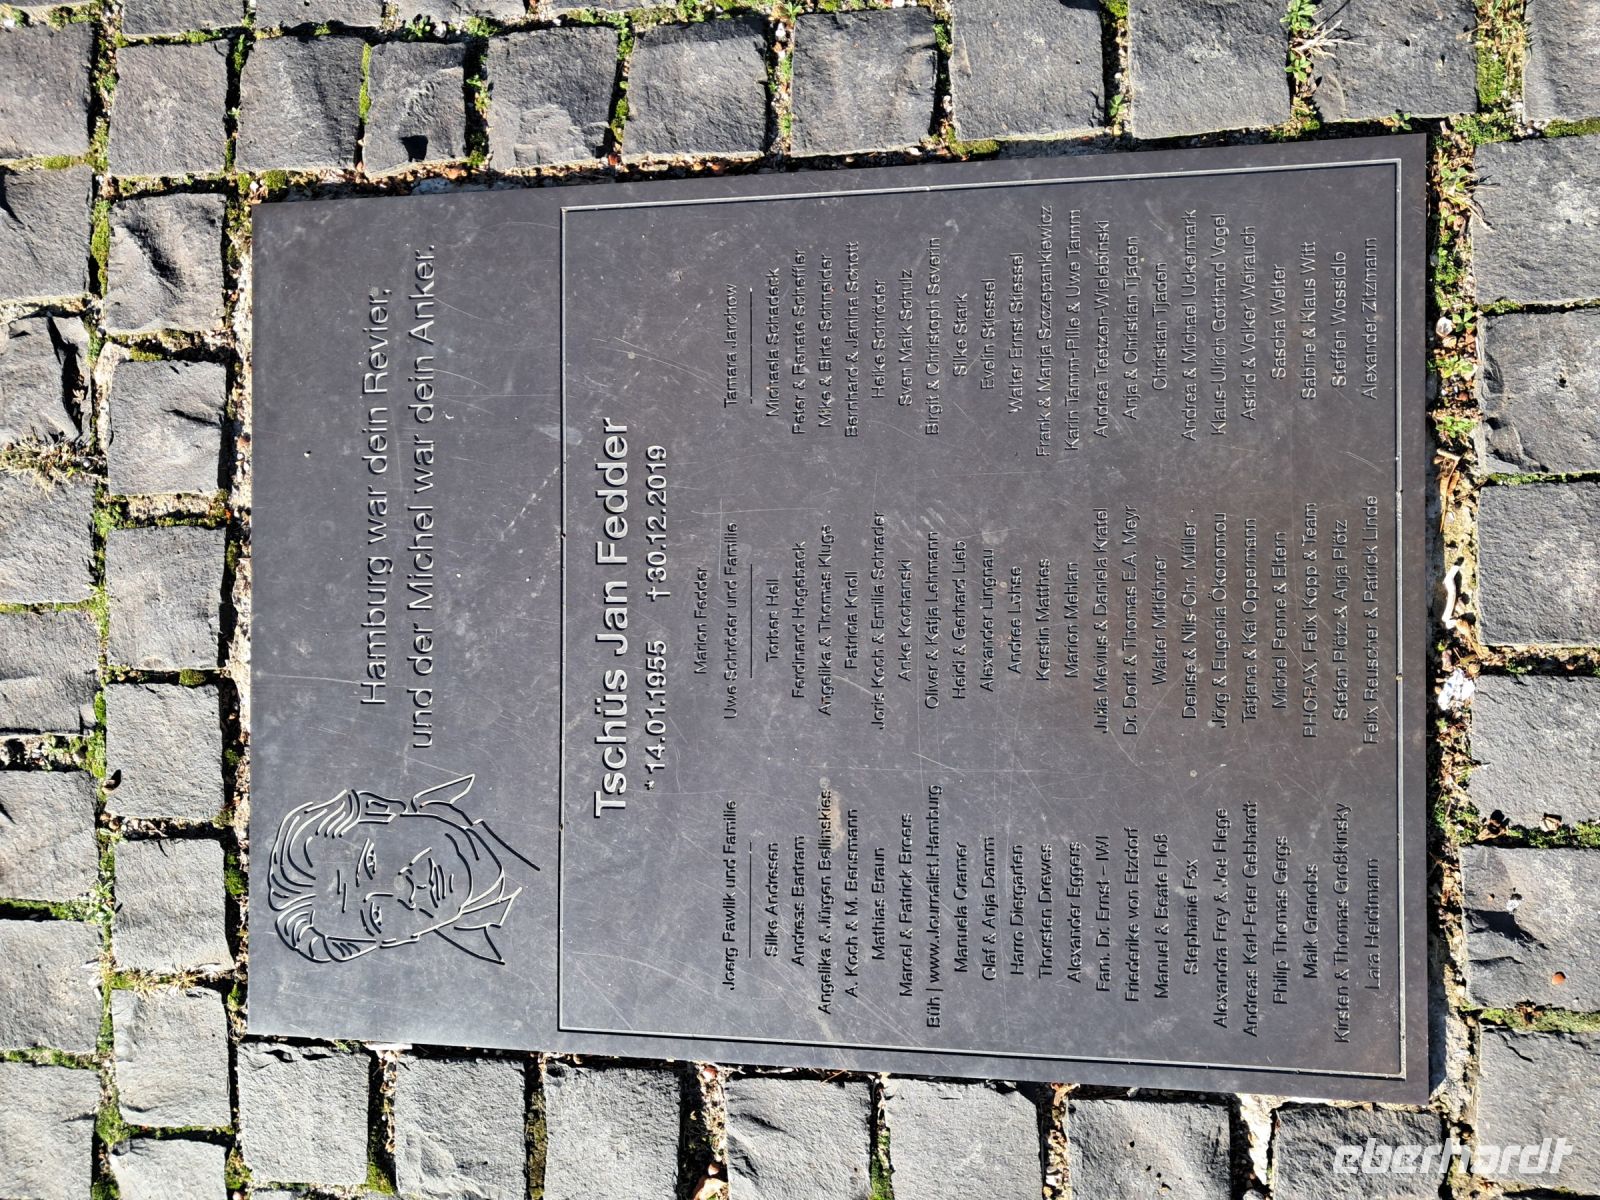 Hamburg war dein Revier,
und der Michel war dein Anker.
Tschüs Jan Fedder
* 14.01.1955 † 30.12.2019
Marion Fedder
Joerg Pawlik und Familie
Uwe Schröder und Familie
Tamara Jarchow
Silke Andresen
Andreas Bartram
Angelika & Jürgen Bellinskies
A. Koch & M. Bensmann
Mathias Braun
Marcel & Patrick Breers
Büh | www.Journalist.Hamburg
Manuela Cramer
Olaf & Anja Damm
Harro Diergarten
Thorsten Drewes
Alexander Eggers
Fam. Dr. Ernst – IWI
Friederike von Etzdorf
Manuel & Beate Floß
Stephanie Fox
Alexandra Frey & Joe Flege
Andreas Karl-Peter Gebhardt
Philip Thomas Gergs
Maik Granobs
Kirsten & Thomas Großkinsky
Lara Heidtmann
Torben Heil
Ferdinand Hogeback
Angelika & Thomas Kluge
Patricia Knoll
Joris Koch & Emilia Schrader
Anke Kochanski
Oliver & Katja Lehmann
Heidi & Gerhard Lieb
Alexander Lingnau
Andree Lohse
Kerstin Matthes
Marion Mehlan
Julia Mevius & Daniela Kratel
Dr. Dorit & Thomas E.A. Meyr
Walter Mitlöhner
Denise & Nils-Chr. Müller
Jörg & Eugenia Ökonomou
Tatjana & Kai Oppermann
Michel Penne & Eltern
PHORAX, Felix Kopp & Team
Stefan Plötz & Anja Plötz
Felix Reuscher & Patrick Linde
Michaela Schadeck
Peter & Renate Scheffler
Mike & Birte Schneider
Bernhard & Janina Schott
Heike Schröder
Sven Maik Schulz
Birgit & Christoph Severin
Silke Stark
Evelin Stiessel
Walter Ernst Stiessel
Frank & Manja Szczepankiewicz
Karin Tamm-Pille & Uwe Tamm
Andrea Teetzen-Wielebinski
Anja & Christian Tjaden
Christian Tjaden
Andrea & Michael Uckermark
Klaus-Ulrich Gotthard Vogel
Astrid & Volker Weirauch
Sascha Welter
Sabine & Klaus Witt
Steffen Wossidlo
Alexander Zitzmann
eberhardt